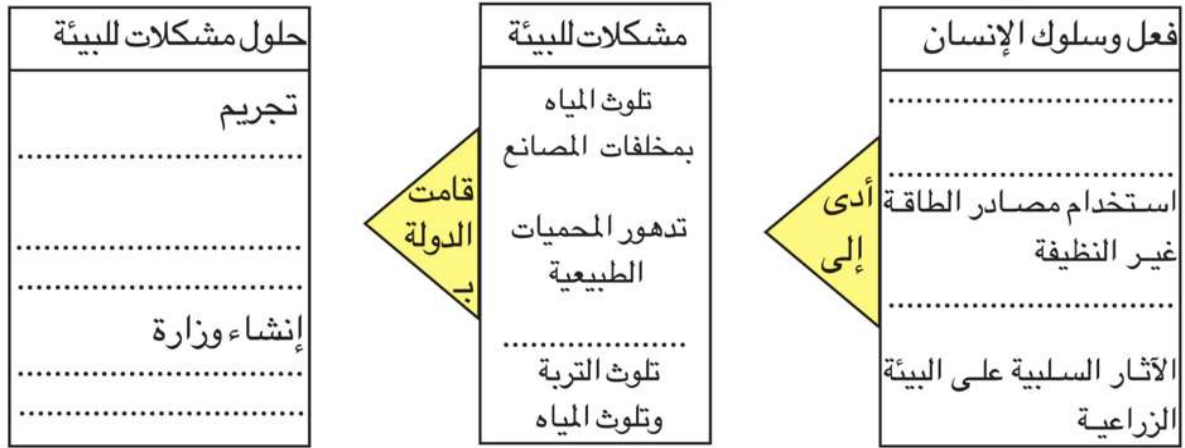 فعل وسلوك الإنسان
..............................
..............................
استخدام مصادر الطاقة
غير النظيفة
..............................
الآثار السلبية على البيئة
الزراعية
أدى
إلى
مشكلات للبيئة
تلوث المياه
بمخلفات المصانع
تدهور المحميات
الطبيعية
....................
تلوث التربة
وتلوث المياه
قامت
الدولة
بـ
حلول مشكلات للبيئة
تجريم
..............................
..............................
..............................
إنشاء وزارة
..............................
..............................